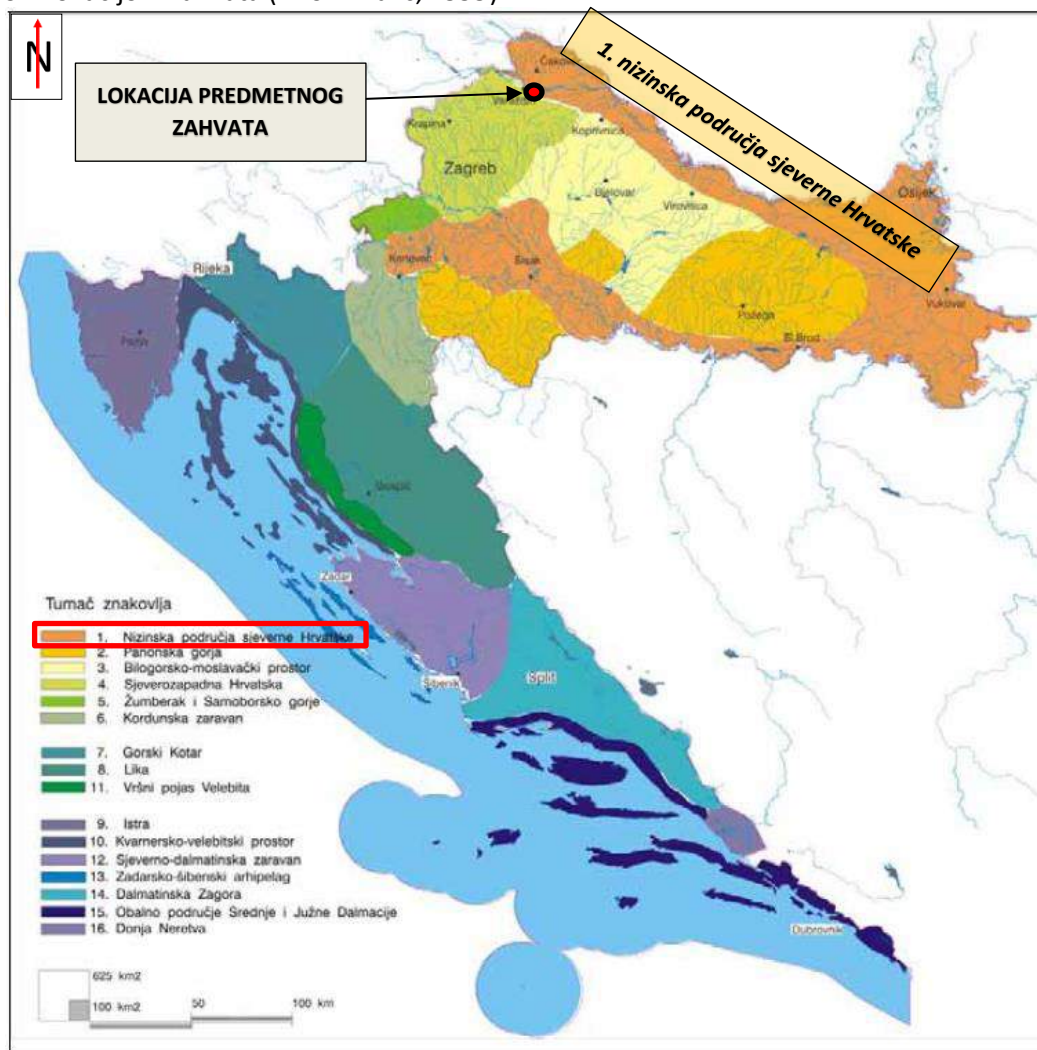 N
LOKACIJA PREDMETNOG
ZAHVATA
1. nizinska područja sjeverne Hrvatske
Čakovec
Krapina
Koprivnica
Zagreb
Bjelovar
Virovitica
Osijek
Karlovac
Sisak
Vukovar
Požega
Sl.Brod
Rijeka
Pazin
Gospić
Zadar
Šibenik
Split
Dubrovnik
Tumač znakovlja
1. Nizinska područja sjeverne Hrvatske
2. Panonska gorja
3. Bilogorsko-moslavački prostor
4. Sjeverozapadna Hrvatska
5. Žumberak i Samoborsko gorje
6. Kordunska zaravan
7. Gorski Kotar
8. Lika
11. Vršni pojas Velebita
9. Istra
10. Kvarnersko-velebitski prostor
12. Sjeverno-dalmatinska zaravan
13. Zadarsko-šibenski arhipelag
14. Dalmatinska Zagora
15. Obalno područje Srednje i Južne Dalmacije
16. Donja Neretva
625 km2
100 km2
50
100 km